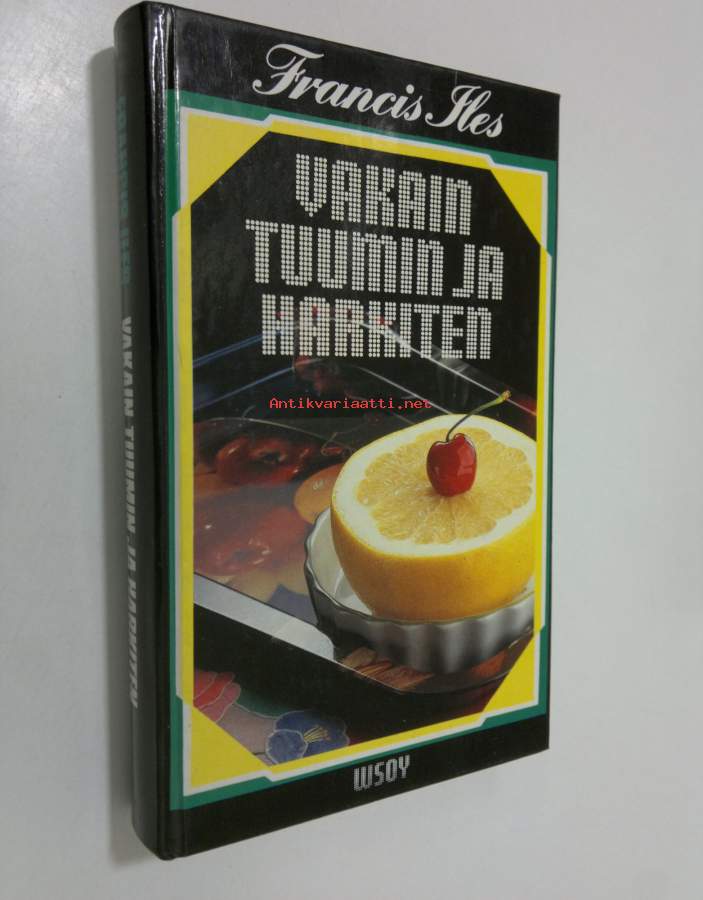 Francis Iles
VAKAIN
TUUMIN JA
HARKITEN
Antikvariaatti.net
WSOY
FRANCIS ILES VAKAIN TUUMIN JA HARKITEN